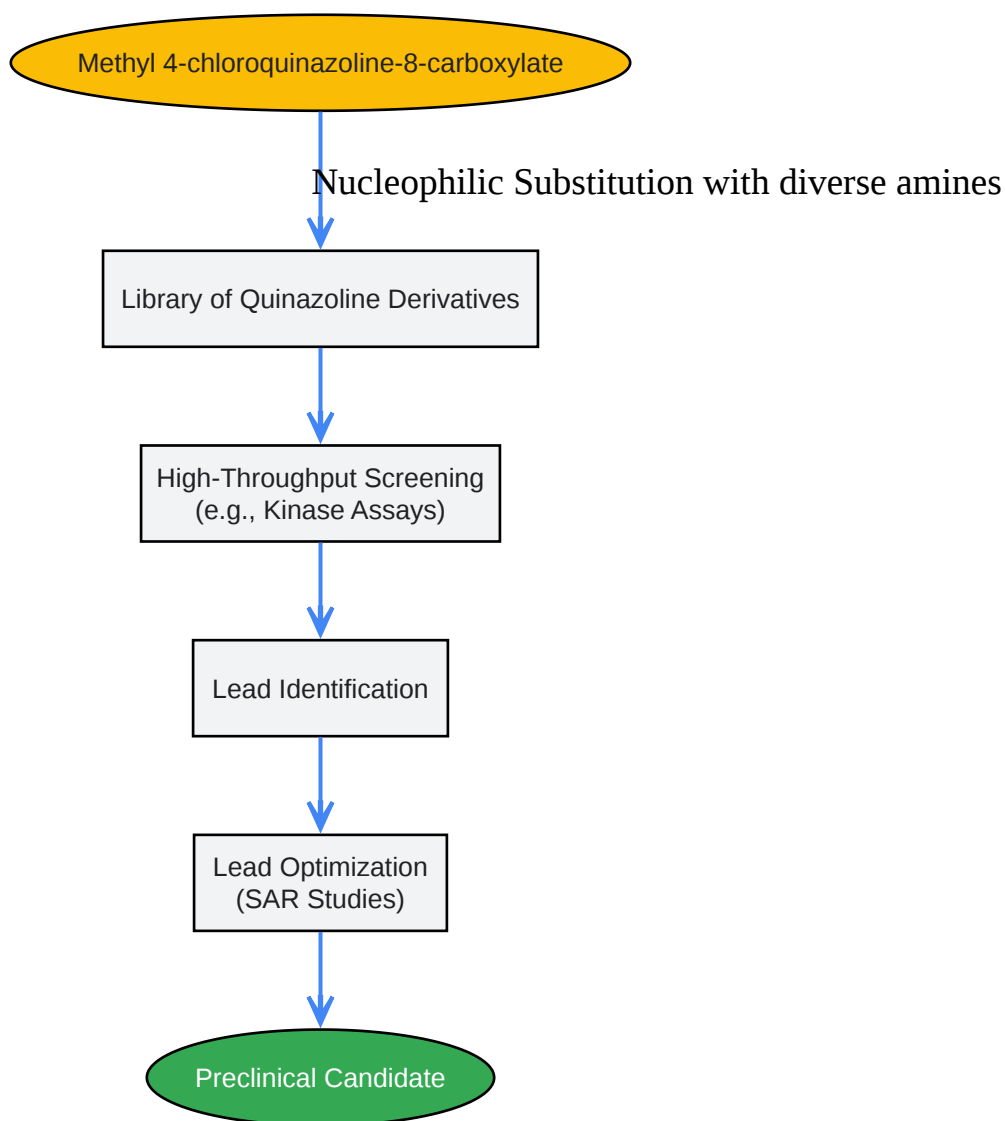 Methyl 4-chloroquinazoline-8-carboxylate
Nucleophilic Substitution with diverse amines
Library of Quinazoline Derivatives
High-Throughput Screening
(e.g., Kinase Assays)
Lead Identification
Lead Optimization
(SAR Studies)
Preclinical Candidate